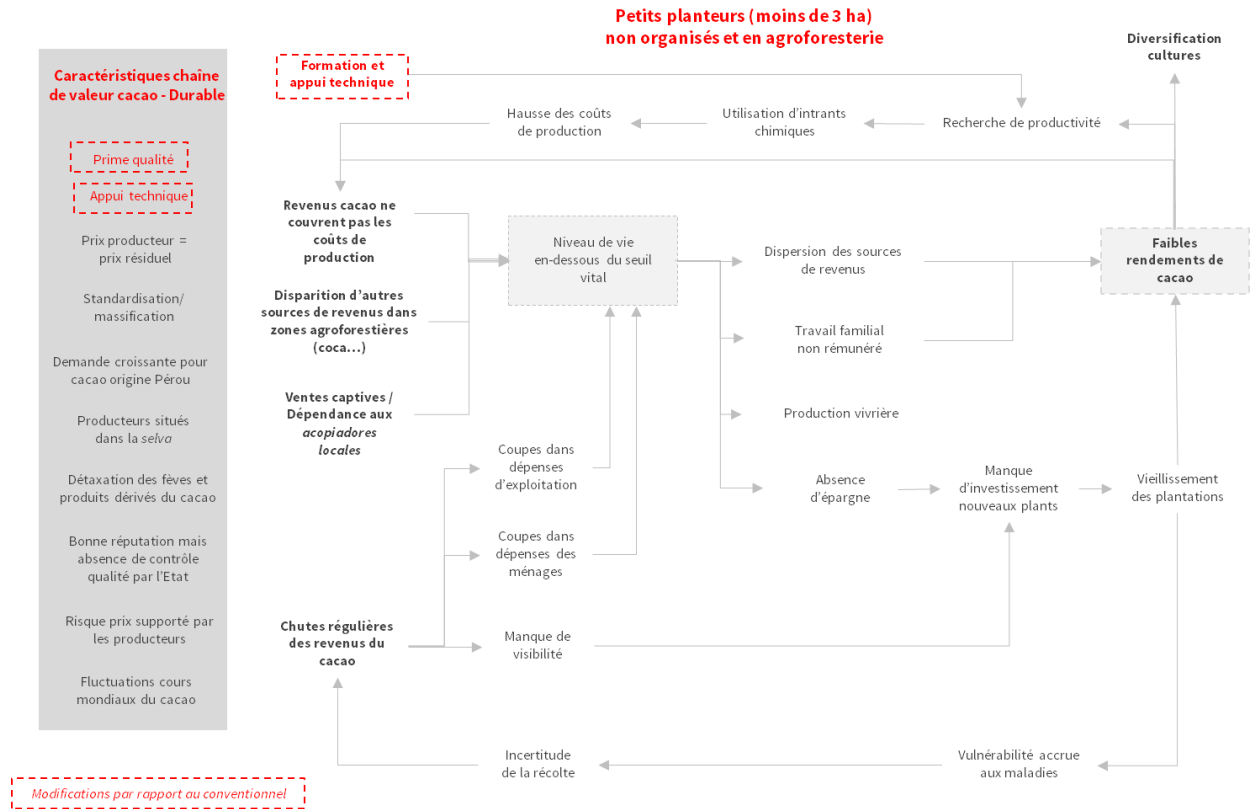 Petits planteurs (moins de 3 ha)
non organisés et en agroforesterie
Caractéristiques chaîne
de valeur cacao - Durable
Prime qualité
Appui technique
Prix producteur =
prix résiduel
Standardisation/
massification
Demande croissante pour
cacao origine Pérou
Producteurs situés
dans la selva
Détaxation des fèves et
produits dérivés du cacao
Bonne réputation mais
absence de contrôle
qualité par l'Etat
Risque prix supporté par
les producteurs
Fluctuations cours
mondiaux du cacao
Formation et
appui technique
Diversification
cultures
Hausse des coûts
de production
Utilisation d'intrants
chimiques
Recherche de productivité
Revenus cacao ne
couvrent pas les
coûts de
production
Niveau de vie
en-dessous du seuil
vital
Dispersion des sources
de revenus
Faibles
rendements de
cacao
Disparition d'autres
sources de revenus dans
zones agroforestières
(coca...)
Travail familial
non rémunéré
Ventes captives /
Dépendance aux
acopiadores
locales
Production vivrière
Coupes dans
dépenses
d'exploitation
Absence
d'épargne
Manque
d'investissement
nouveaux plants
Vieillissement
des plantations
Coupes dans
dépenses des
ménages
Chutes régulières
des revenus du
cacao
Manque de
visibilité
Incertitude
de la récolte
Vulnérabilité accrue
aux maladies
Modifications par rapport au conventionnel